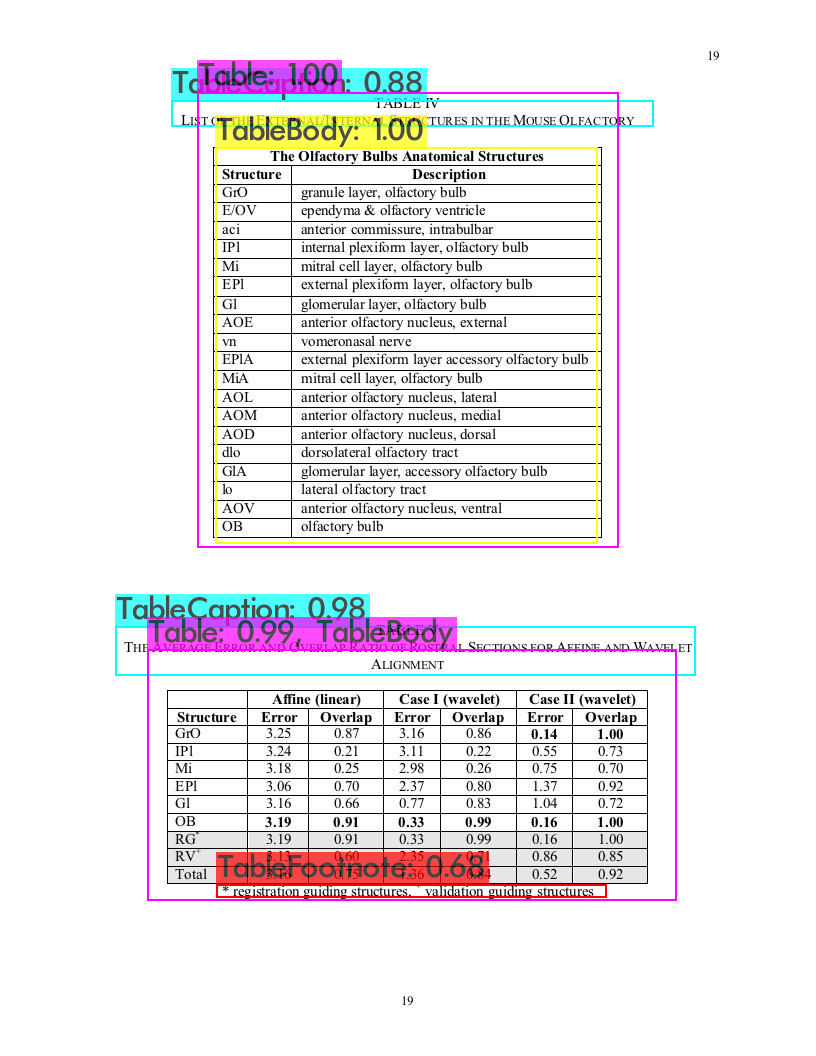 19
Table: 1.00
TableCaption: 0.88
TABLE IV
LIST OF THE EXTERNAL/INTERNAL STRUCTURES IN THE MOUSE OLFACTORY
TableBody: 1.00
The Olfactory Bulbs Anatomical Structures
Structure Description
GrO granule layer, olfactory bulb
E/OV ependyma & olfactory ventricle
aci anterior commissure, intrabulbar
IPl internal plexiform layer, olfactory bulb
Mi mitral cell layer, olfactory bulb
EPl external plexiform layer, olfactory bulb
Gl glomerular layer, olfactory bulb
AOE anterior olfactory nucleus, external
vn vomeronasal nerve
EPlA external plexiform layer accessory olfactory bulb
MiA mitral cell layer, olfactory bulb
AOL anterior olfactory nucleus, lateral
AOM anterior olfactory nucleus, medial
AOD anterior olfactory nucleus, dorsal
dlo dorsolateral olfactory tract
GlA glomerular layer, accessory olfactory bulb
lo lateral olfactory tract
AOV anterior olfactory nucleus, ventral
OB olfactory bulb
TableCaption: 0.98
Table: 0.99, TableBody
TABLE V
THE AVERAGE ERROR AND OVERLAP RATIO OF ROSTRAL SECTIONS FOR AFFINE AND WAVELET
ALIGNMENT
Affine (linear) Case I (wavelet) Case II (wavelet)
Structure Error Overlap Error Overlap Error Overlap
GrO 3.25 0.87 3.16 0.86 0.14 1.00
IPl 3.24 0.21 3.11 0.22 0.55 0.73
Mi 3.18 0.25 2.98 0.26 0.75 0.70
EPl 3.06 0.70 2.37 0.80 1.37 0.92
Gl 3.16 0.66 0.77 0.83 1.04 0.72
OB 3.19 0.91 0.33 0.99 0.16 1.00
RG* 3.19 0.91 0.33 0.99 0.16 1.00
RV+ 3.13 0.60 2.35 0.71 0.86 0.85
TableFootnote: 0.68
Total 3.16 0.75 1.36 0.84 0.52 0.92
* registration guiding structures, validation guiding structures
19